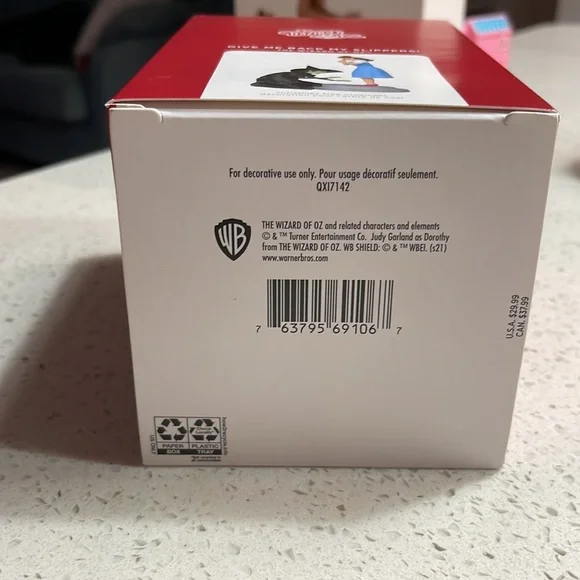 GIVE ME BACK MY SLIPPERS!
For decorative use only. Pour usage décoratif seulement.
QXI7142
WB
THE WIZARD OF OZ and related characters and elements
© & ™ Turner Entertainment Co. Judy Garland as Dorothy
from THE WIZARD OF OZ. WB SHIELD: © & ™ WBEI. (s21)
www.warnerbros.com
7 63795 69106 7
U.S.A. $29.99
CAN. $37.99
PAPER
BOX
PLASTIC
TRAY
US ONLY